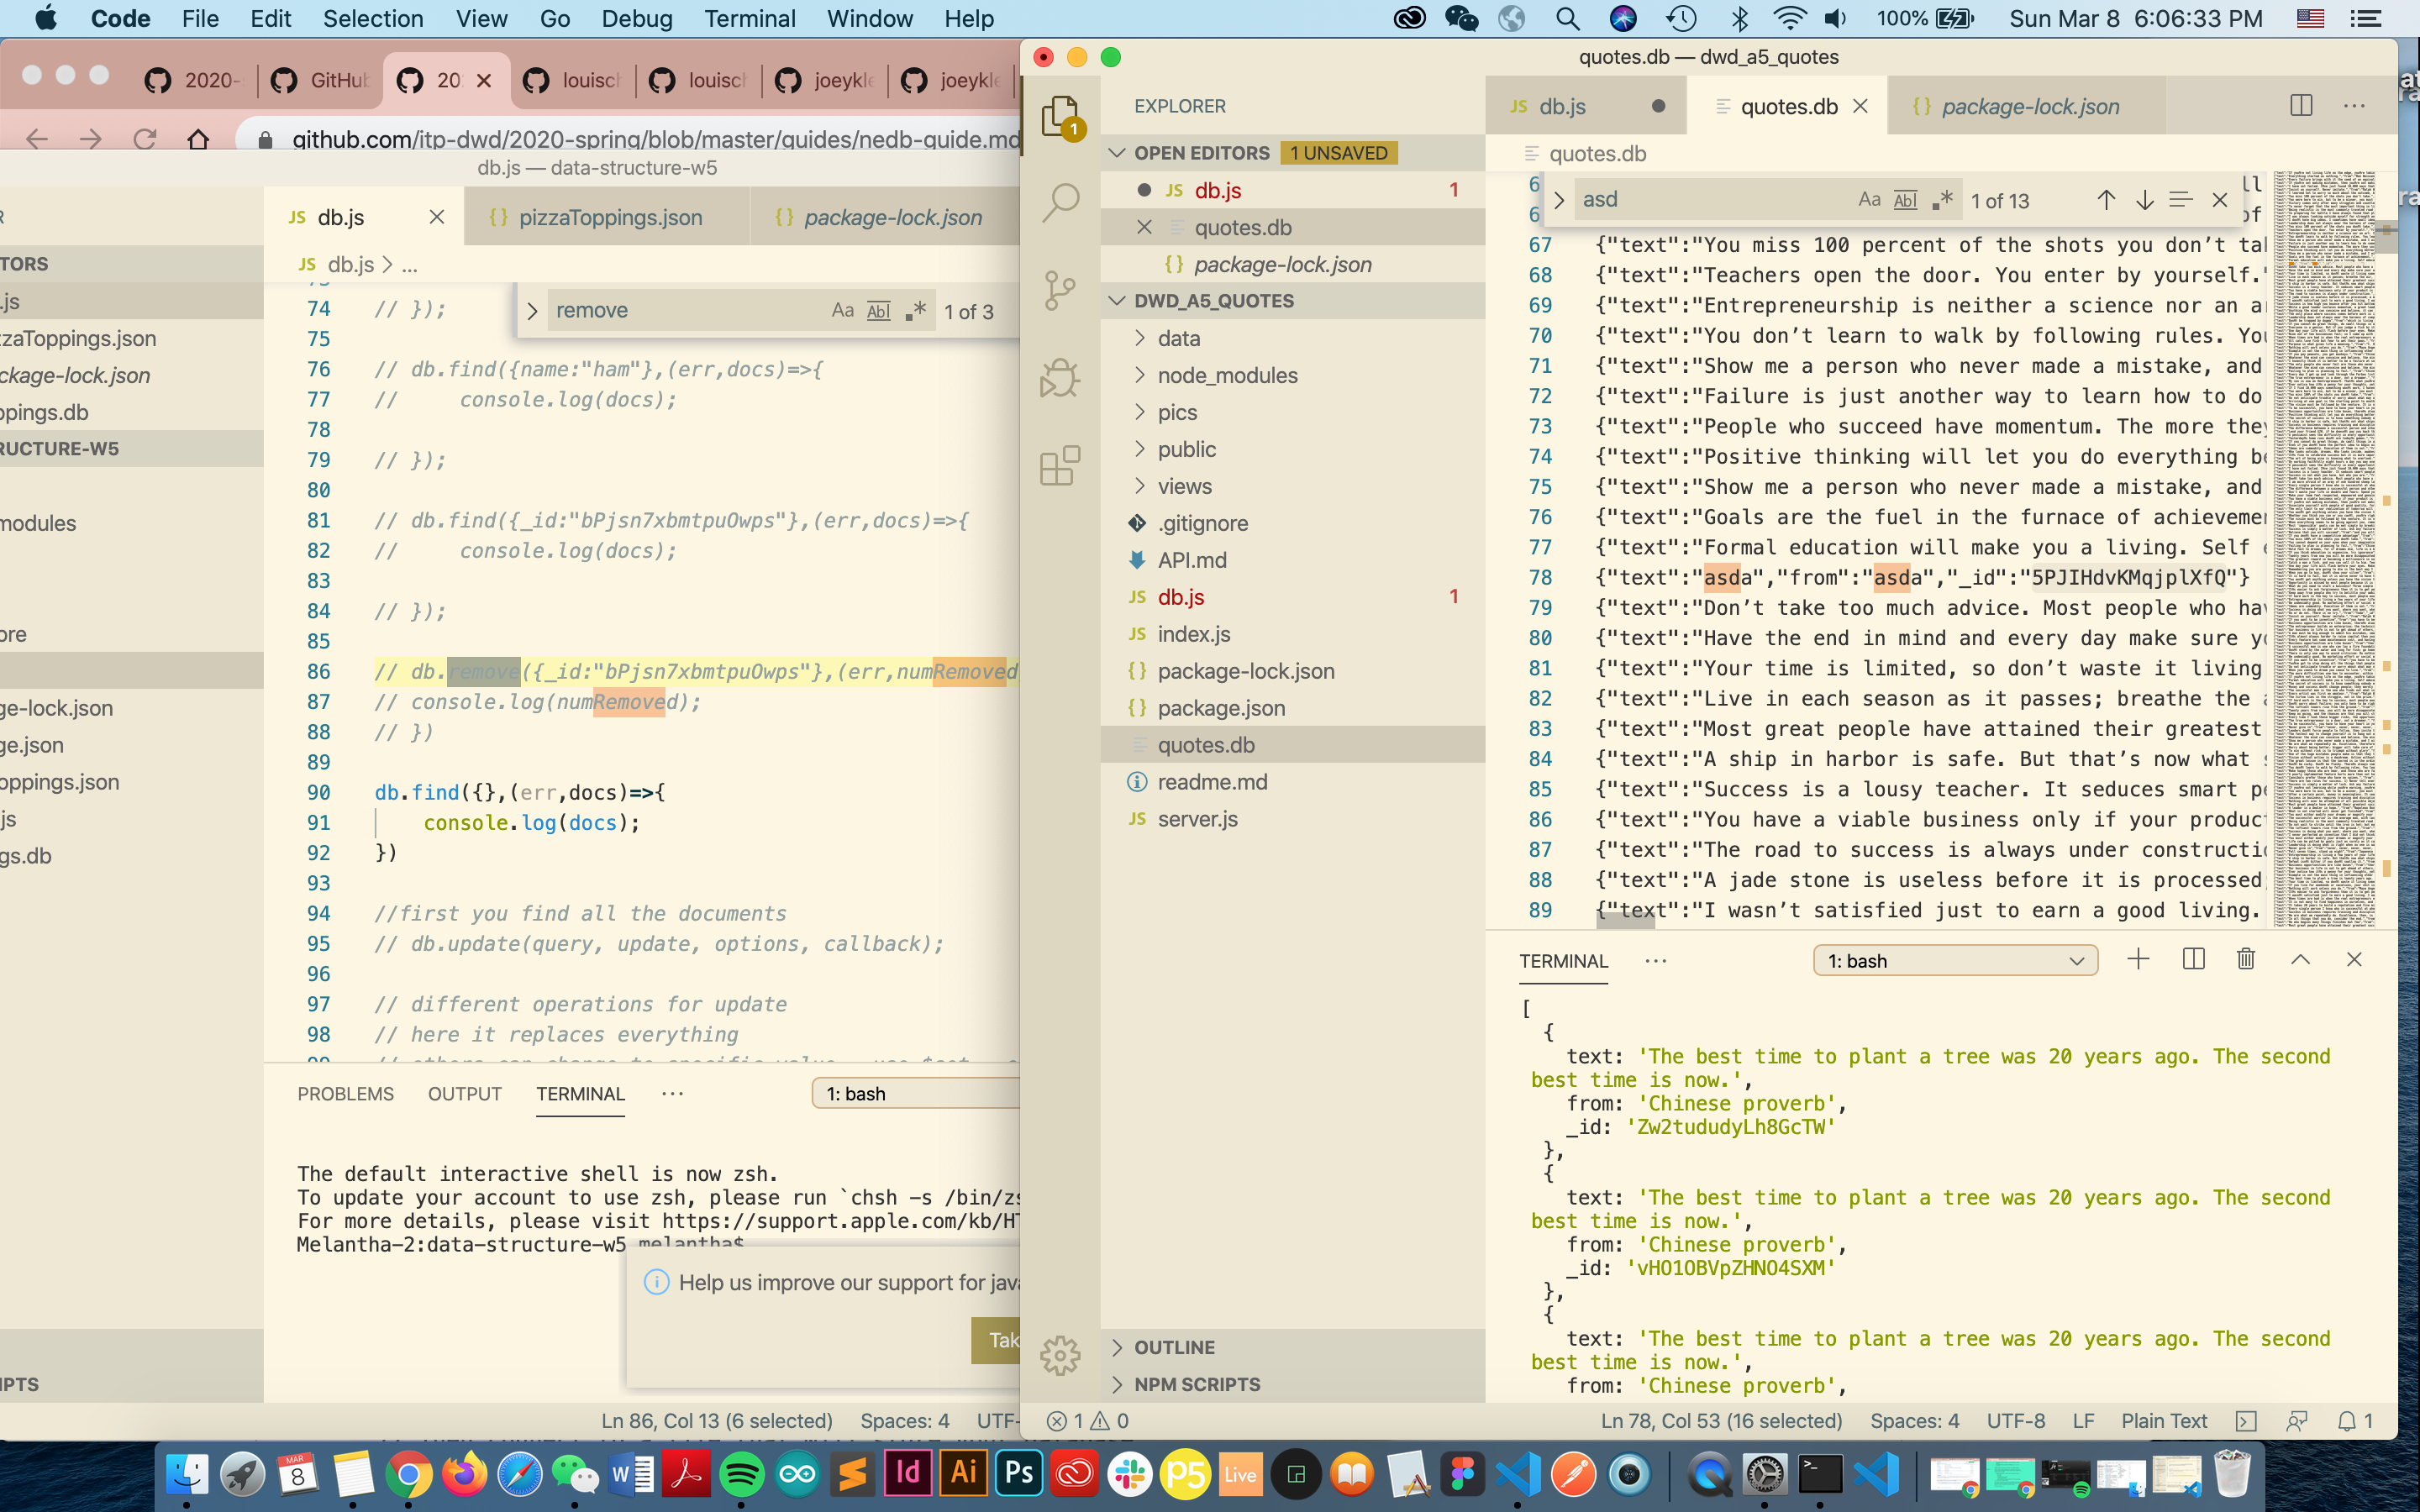 Code File Edit Selection View Go Debug Terminal Window Help 100% Sun Mar 8 6:06:33 PM
2020- GitHub 20 louisch louisch joeykle joeykle
github.com/itp-dwd/2020-spring/blob/master/guides/nedb-guide.md
db.js — data-structure-w5
db.js pizzaToppings.json package-lock.json
db.js > ...
remove Aa Abl 1 of 3
74 // });
75
76 // db.find({name:"ham"},(err,docs)=>{
77 // console.log(docs);
78
79 // });
80
81 // db.find({_id:"bPjsn7xbmtpuOwps"},(err,docs)=>{
82 // console.log(docs);
83
84 // });
85
86 // db.remove({_id:"bPjsn7xbmtpuOwps"},(err,numRemoved
87 // console.log(numRemoved);
88 // })
89
90 db.find({},(err,docs)=>{
91 console.log(docs);
92 })
93
94 //first you find all the documents
95 // db.update(query, update, options, callback);
96
97 // different operations for update
98 // here it replaces everything
TORS
.js
zaToppings.json
ckage-lock.json
ppings.db
RUCTURE-W5
modules
ore
ge-lock.json
ge.json
oppings.json
js
gs.db
IPTS
PROBLEMS OUTPUT TERMINAL ··· 1: bash
The default interactive shell is now zsh.
To update your account to use zsh, please run `chsh -s /bin/zs
For more details, please visit https://support.apple.com/kb/HT
Melantha-2:data-structure-w5 melantha$
Help us improve our support for java
Tak
Ln 86, Col 13 (6 selected) Spaces: 4 UTF-
quotes.db — dwd_a5_quotes
1
EXPLORER
OPEN EDITORS 1 UNSAVED
db.js 1
quotes.db
package-lock.json
DWD_A5_QUOTES
data
node_modules
pics
public
views
.gitignore
API.md
db.js 1
index.js
package-lock.json
package.json
quotes.db
readme.md
server.js
OUTLINE
NPM SCRIPTS
db.js quotes.db package-lock.json ···
quotes.db
asd Aa Abl 1 of 13
67 {"text":"You miss 100 percent of the shots you don’t ta
68 {"text":"Teachers open the door. You enter by yourself."
69 {"text":"Entrepreneurship is neither a science nor an ar
70 {"text":"You don’t learn to walk by following rules. You
71 {"text":"Show me a person who never made a mistake, and
72 {"text":"Failure is just another way to learn how to do
73 {"text":"People who succeed have momentum. The more they
74 {"text":"Positive thinking will let you do everything be
75 {"text":"Show me a person who never made a mistake, and
76 {"text":"Goals are the fuel in the furnace of achievemen
77 {"text":"Formal education will make you a living. Self e
78 {"text":"asda","from":"asda","_id":"5PJIHdvKMqjplXfQ"}
79 {"text":"Don’t take too much advice. Most people who hav
80 {"text":"Have the end in mind and every day make sure yo
81 {"text":"Your time is limited, so don’t waste it living
82 {"text":"Live in each season as it passes; breathe the a
83 {"text":"Most great people have attained their greatest
84 {"text":"A ship in harbor is safe. But that’s now what s
85 {"text":"Success is a lousy teacher. It seduces smart pe
86 {"text":"You have a viable business only if your product
87 {"text":"The road to success is always under constructio
88 {"text":"A jade stone is useless before it is processed;
89 {"text":"I wasn’t satisfied just to earn a good living.
TERMINAL ··· 1: bash
[
{
text: 'The best time to plant a tree was 20 years ago. The second
best time is now.',
from: 'Chinese proverb',
_id: 'Zw2tududyLh8GcTW'
},
{
text: 'The best time to plant a tree was 20 years ago. The second
best time is now.',
from: 'Chinese proverb',
_id: 'vHO1OBVpZHNO4SXM'
},
{
text: 'The best time to plant a tree was 20 years ago. The second
best time is now.',
from: 'Chinese proverb',
1 0 Ln 78, Col 53 (16 selected) Spaces: 4 UTF-8 LF Plain Text 1
MAR 8 W Id Ai Ps P5 Live